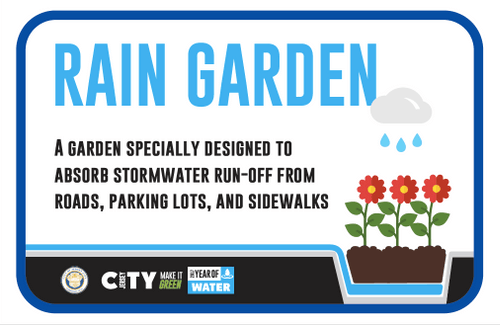 RAIN GARDEN
A GARDEN SPECIALLY DESIGNED TO
ABSORB STORMWATER RUN-OFF FROM
ROADS, PARKING LOTS, AND SIDEWALKS
JERSEY CITY MAKE IT GREEN
YEAR OF
WATER